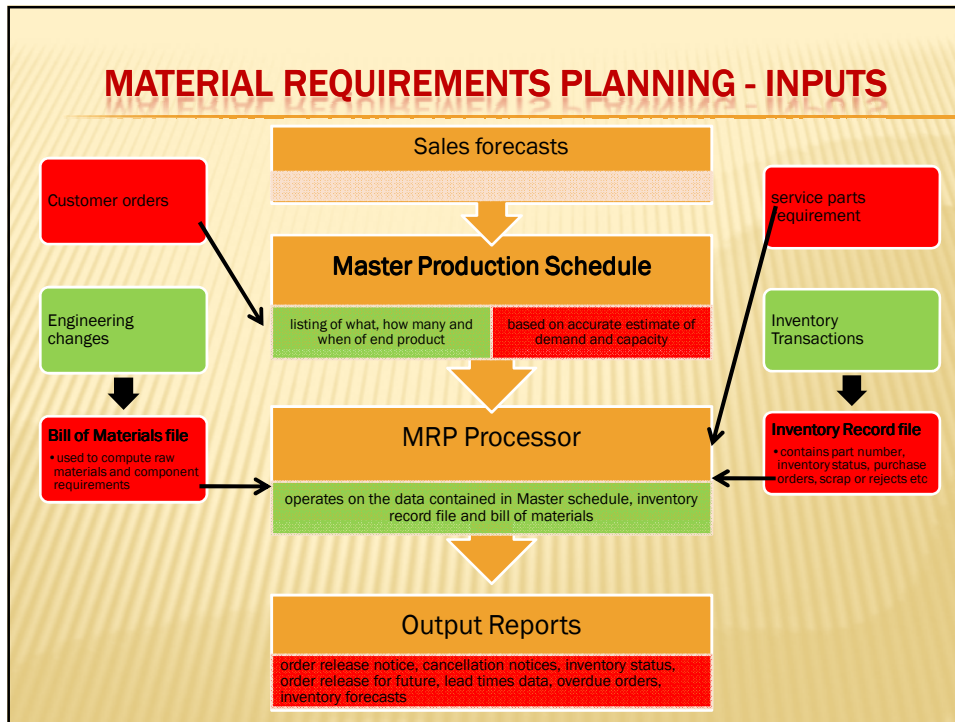 MATERIAL REQUIREMENTS PLANNING - INPUTS
Sales forecasts
Customer orders
service parts
requirement
Master Production Schedule
listing of what, how many and
when of end product
based on accurate estimate of
demand and capacity
Engineering
changes
Inventory
Transactions
Bill of Materials file
•used to compute raw
materials and component
requirements
MRP Processor
operates on the data contained in Master schedule, inventory
record file and bill of materials
Inventory Record file
•contains part number,
inventory status, purchase
orders, scrap or rejects etc
Output Reports
order release notice, cancellation notices, inventory status,
order release for future, lead times data, overdue orders,
inventory forecasts